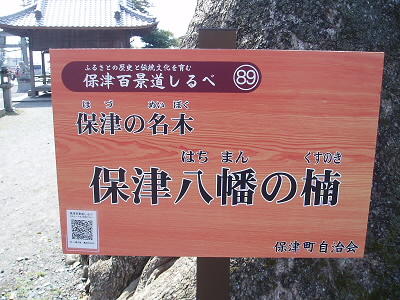 ふるさとの歴史と伝統文化を育む
保津百景道しるべ
89
ほづ めいぼく
保津の名木
はちまん くすのき
保津八幡の楠
保津町自治会